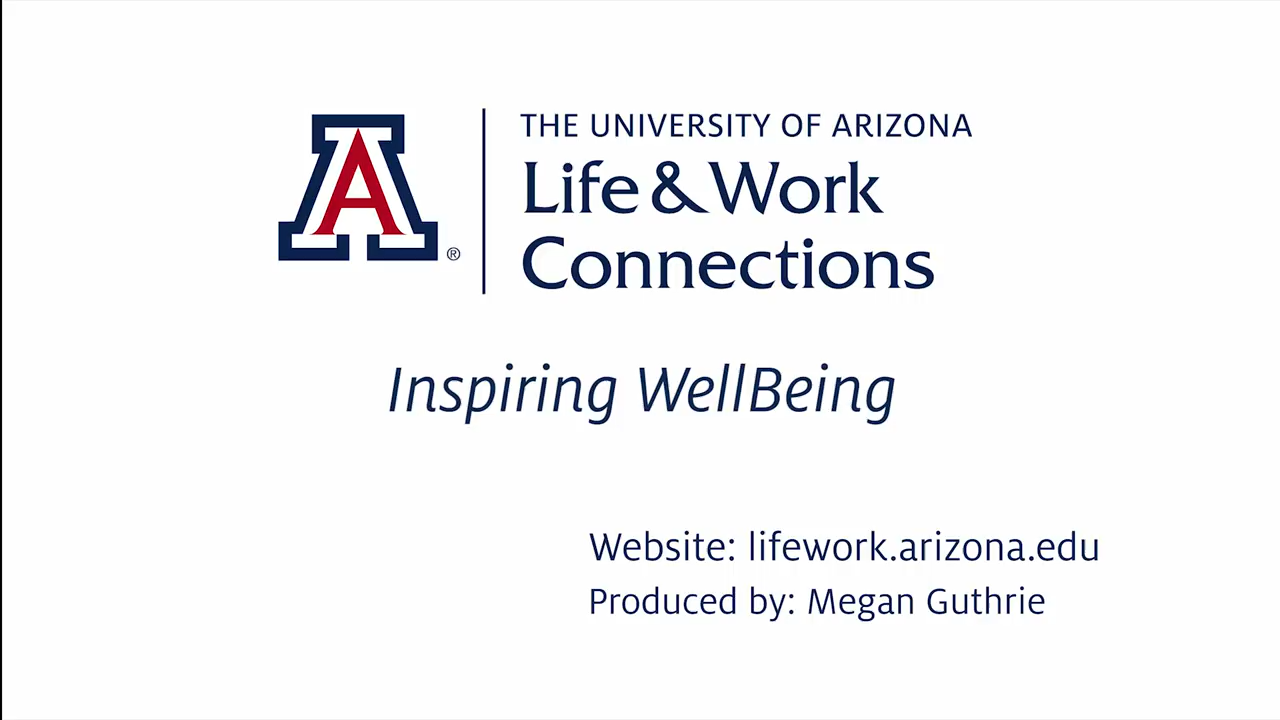 A®
THE UNIVERSITY OF ARIZONA
Life & Work
Connections
Inspiring WellBeing
Website: lifework.arizona.edu
Produced by: Megan Guthrie